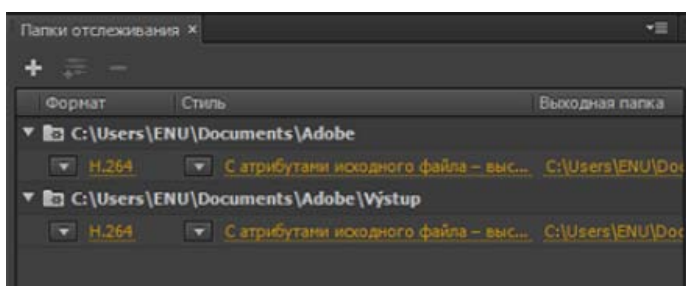 Папки отслеживания ×
Формат Стиль Выходная папка
C:\Users\ENU\Documents\Adobe
H.264 С атрибутами исходного файла – выс... C:\Users\ENU\Doc
C:\Users\ENU\Documents\Adobe\Výstup
H.264 С атрибутами исходного файла – выс... C:\Users\ENU\Doc